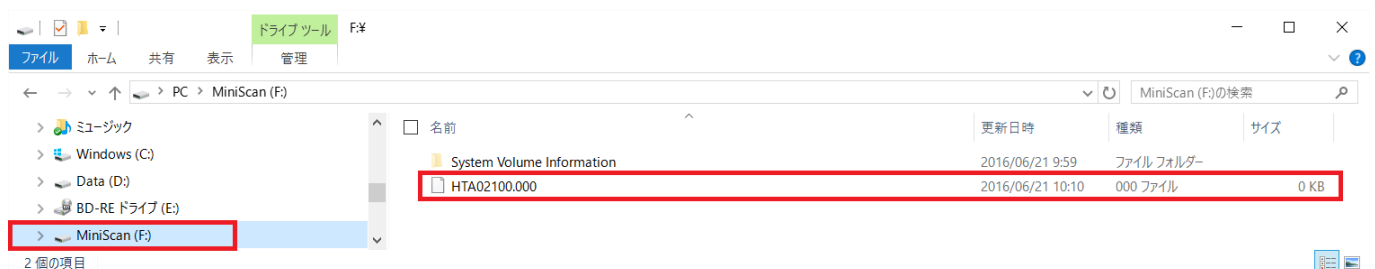 ドライブ ツール F:¥
ファイル ホーム 共有 表示 管理
PC > MiniScan (F:) MiniScan (F:)の検索
ミュージック
Windows (C:)
Data (D:)
BD-RE ドライブ (E:)
MiniScan (F:)
名前 更新日時 種類 サイズ
System Volume Information 2016/06/21 9:59 ファイル フォルダー
HTA02100.000 2016/06/21 10:10 000 ファイル 0 KB
2 個の項目